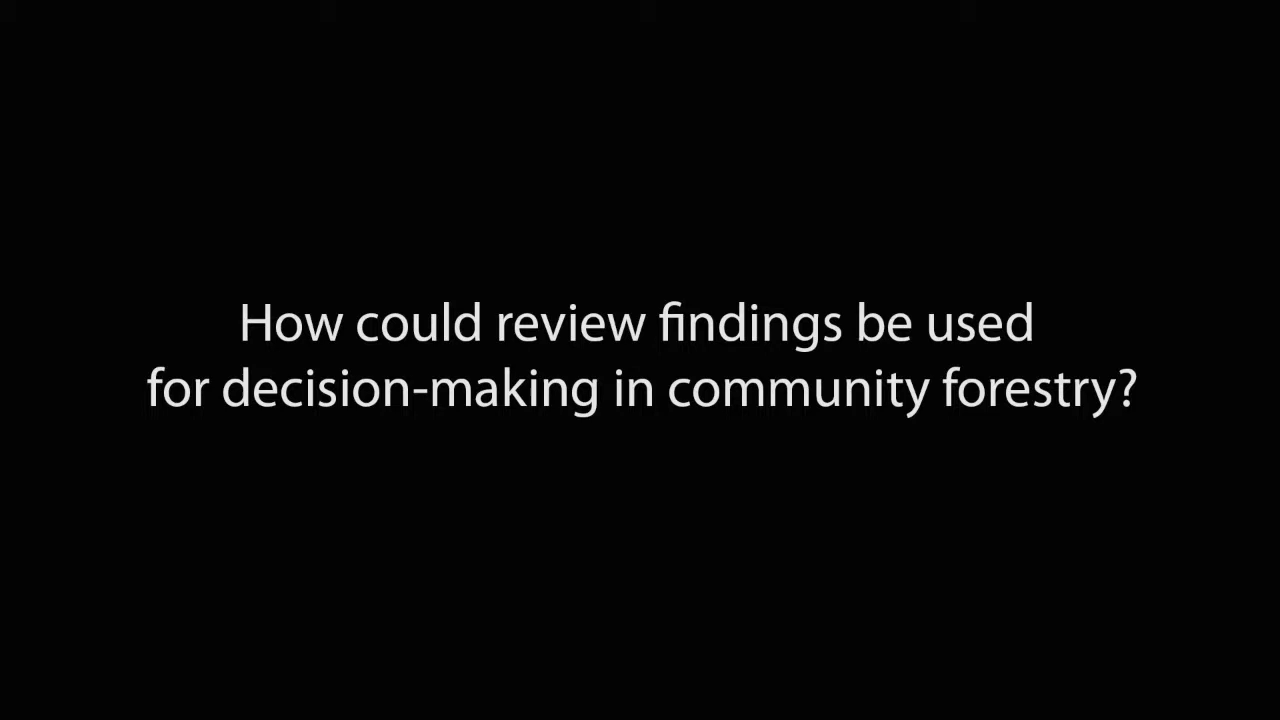 How could review findings be used
for decision-making in community forestry?